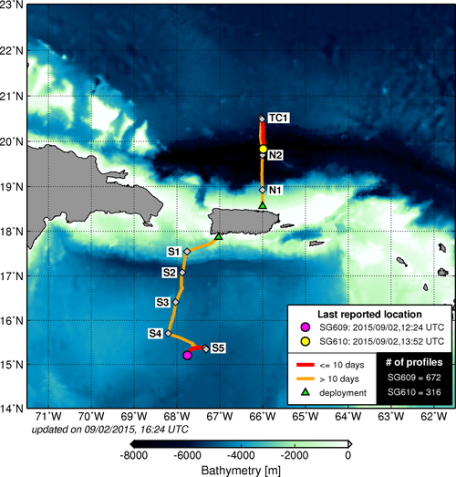 23°N
22°N
21°N
20°N
19°N
18°N
17°N
16°N
15°N
14°N
TC1
N2
N1
S1
S2
S3
S4
S5
Last reported location
SG609: 2015/09/02,12:24 UTC
SG610: 2015/09/02,13:52 UTC
<= 10 days
> 10 days
deployment
# of profiles
SG609 = 672
SG610 = 316
71°W 70°W 69°W 68°W 67°W 66°W 65°W 64°W 63°W 62°W
updated on 09/02/2015, 16:24 UTC
-8000 -6000 -4000 -2000 0
Bathymetry [m]